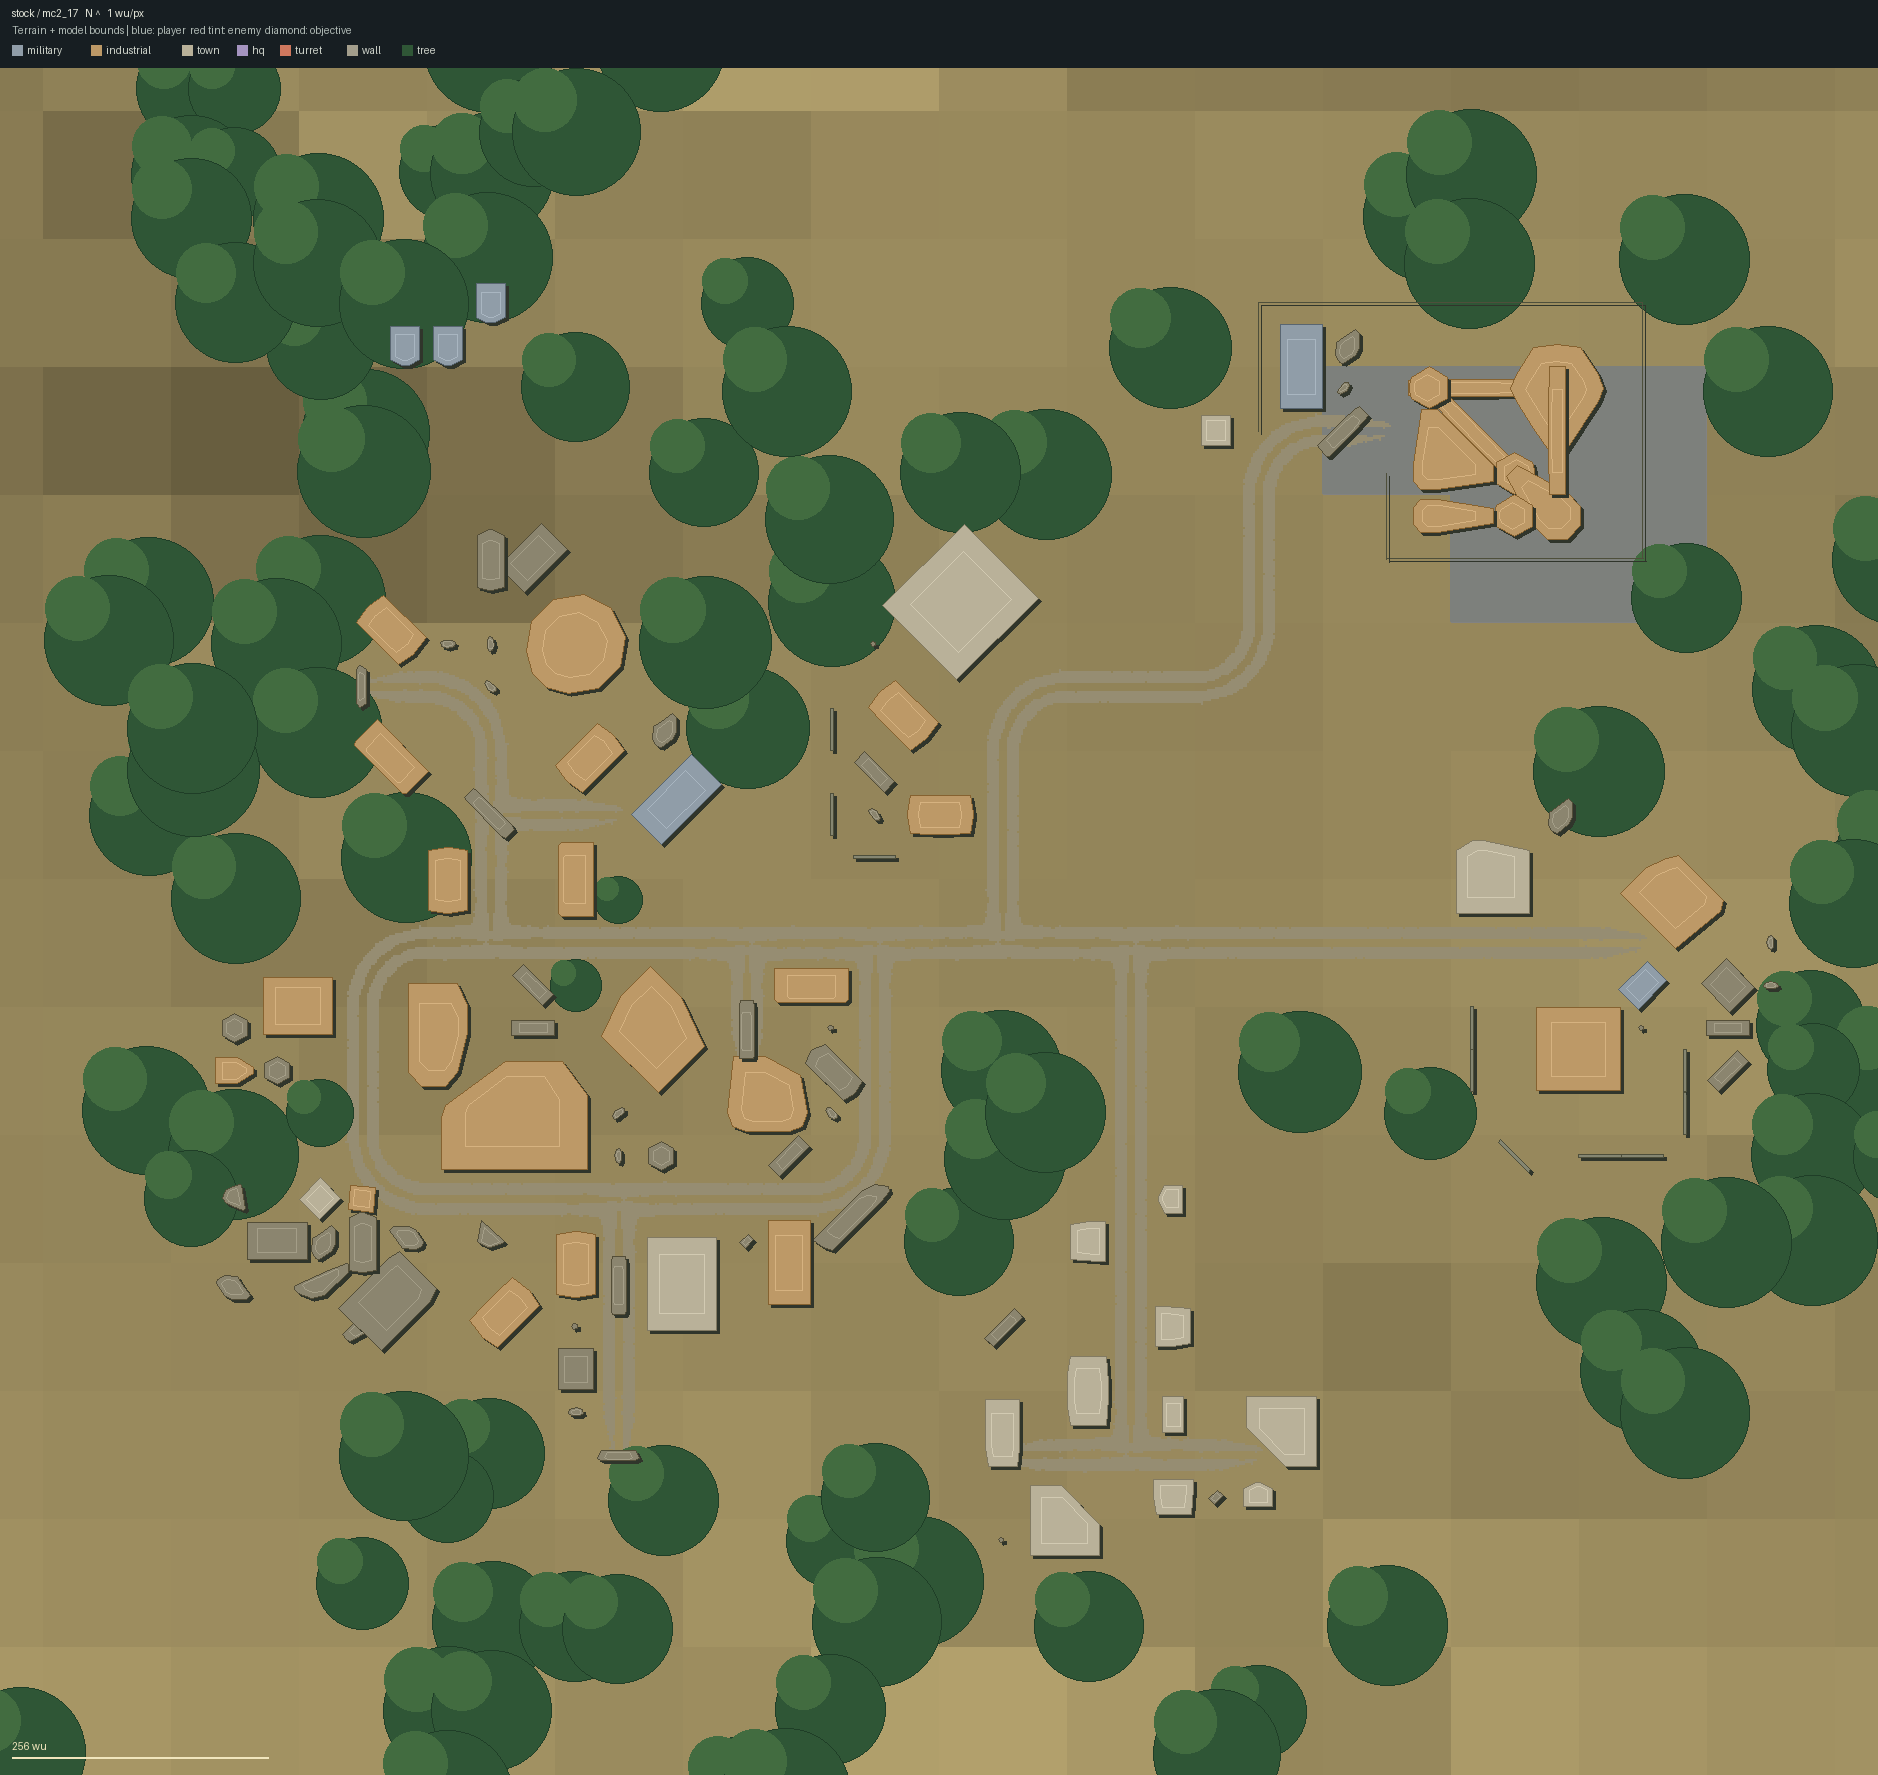 stock / mc2_17 N ^ 1 wu/px
Terrain + model bounds | blue: player red tint: enemy diamond: objective
military industrial town hq turret wall tree
256 wu